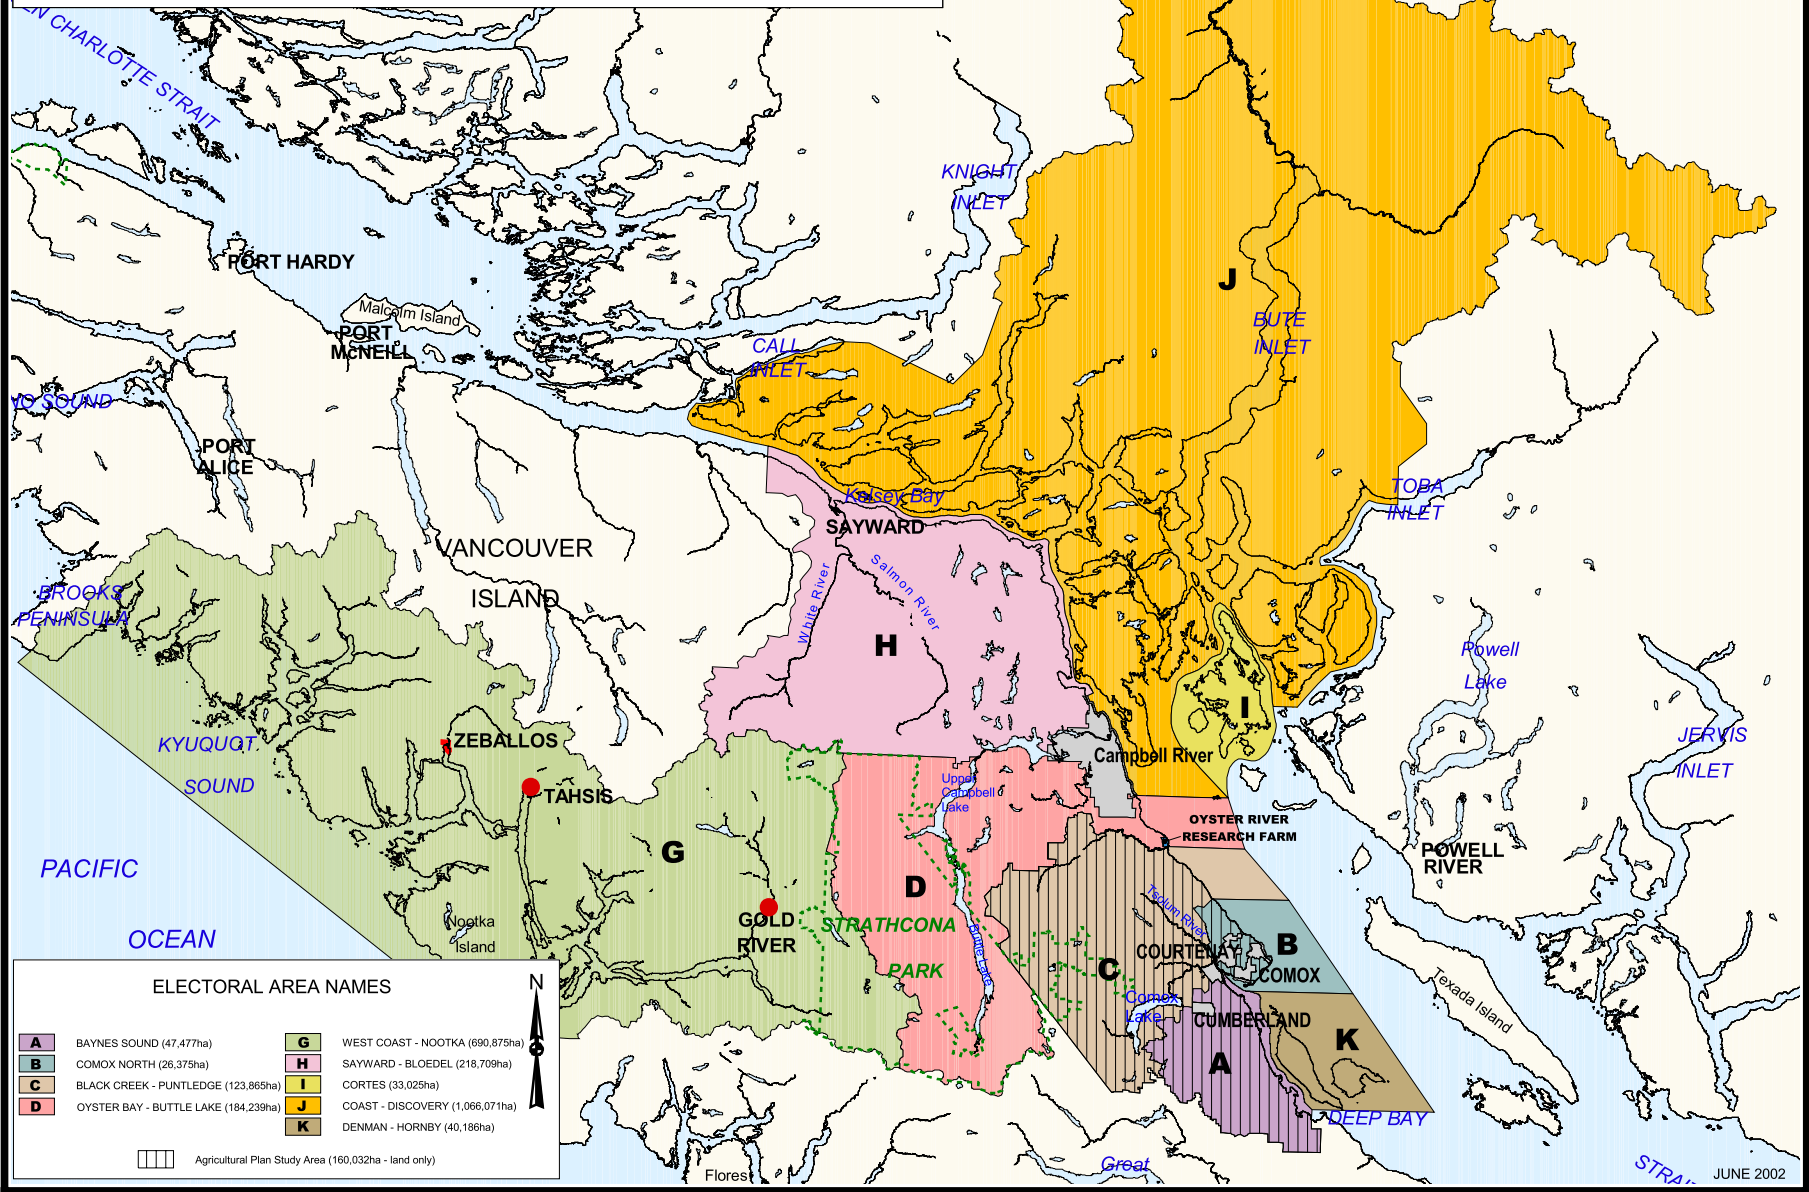 EN CHARLOTTE STRAIT
KNIGHT
INLET
PORT HARDY
J
Malcolm Island
BUTE
INLET
PORT
McNEILL
CALL
INLET
NO SOUND
PORT
ALICE
TOBA
INLET
Kelsey Bay
SAYWARD
VANCOUVER
ISLAND
White River
Salmon River
BROOKS
PENINSULA
H
Powell
Lake
I
JERVIS
INLET
KYUQUOT
SOUND
ZEBALLOS
TAHSIS
Campbell River
Upper
Campbell
Lake
OYSTER RIVER
RESEARCH FARM
G
POWELL
RIVER
PACIFIC
OCEAN
D
GOLD
RIVER
STRATHCONA
PARK
Buttle Lake
Nootka
Island
Tsolum River
COURTENAY
B
COMOX
C
Comox
Lake
CUMBERLAND
K
A
Texada Island
DEEP BAY
Great
Flores
STRAI
JUNE 2002
N
ELECTORAL AREA NAMES
A BAYNES SOUND (47,477ha)
B COMOX NORTH (26,375ha)
C BLACK CREEK - PUNTLEDGE (123,865ha)
D OYSTER BAY - BUTTLE LAKE (184,239ha)
G WEST COAST - NOOTKA (690,875ha)
H SAYWARD - BLOEDEL (218,709ha)
I CORTES (33,025ha)
J COAST - DISCOVERY (1,066,071ha)
K DENMAN - HORNBY (40,186ha)
Agricultural Plan Study Area (160,032ha - land only)